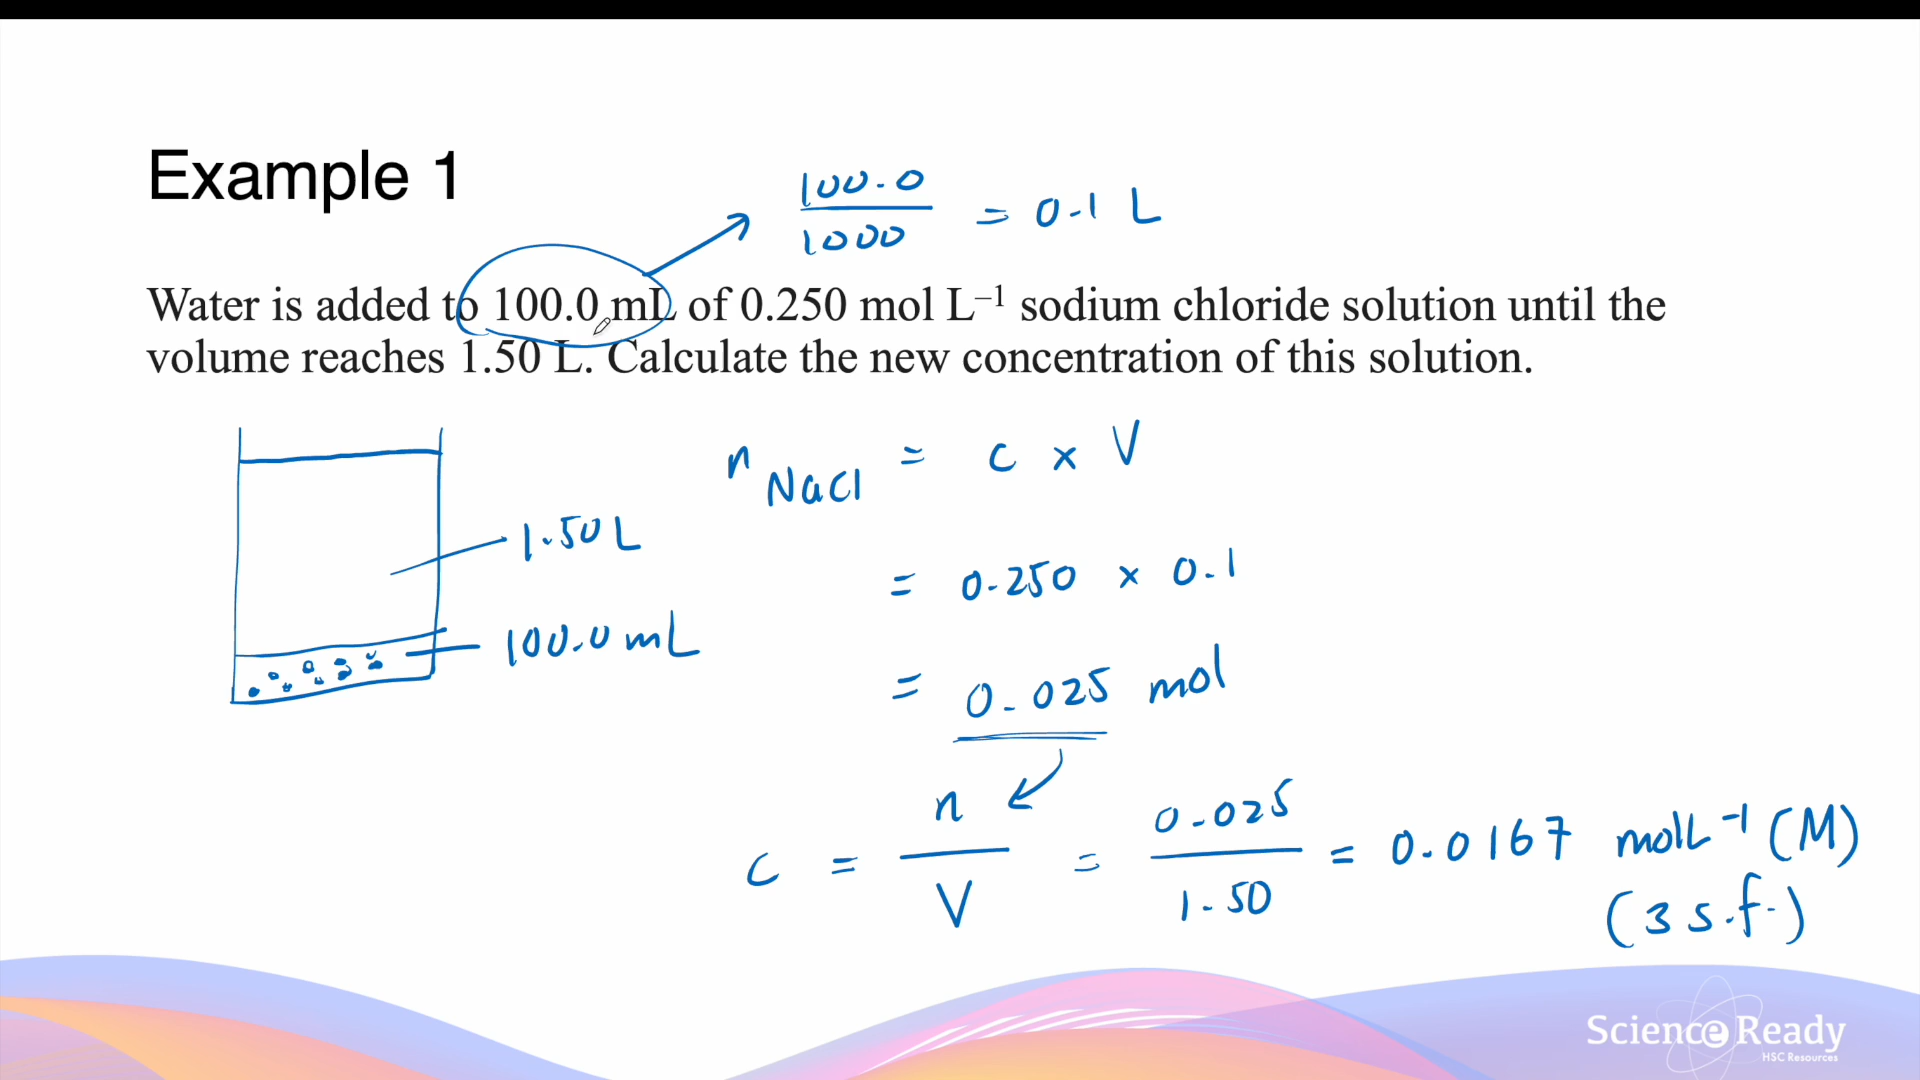 Example 1
100.0
1000
= 0.1 L
Water is added to 100.0 mL of 0.250 mol L⁻¹ sodium chloride solution until the
volume reaches 1.50 L. Calculate the new concentration of this solution.
1.50 L
100.0 mL
n NaCl = c x V
= 0.250 x 0.1
= 0.025 mol
c = n / V = 0.025 / 1.50 = 0.0167 molL⁻¹ (M)
(3 s.f.)
Science Ready
HSC Resources